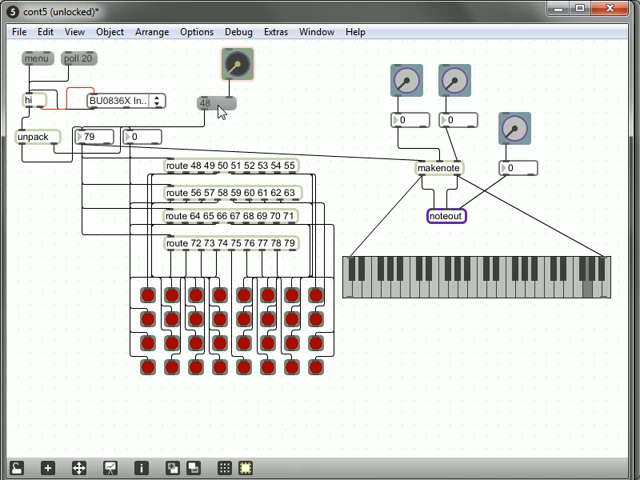 cont5 (unlocked)*
File Edit View Object Arrange Options Debug Extras Window Help
menu
poll 20
48
hi
BU0836X In..
0
0
unpack
79
0
route 48 49 50 51 52 53 54 55
makenote
0
route 56 57 58 59 60 61 62 63
route 64 65 66 67 68 69 70 71
noteout
route 72 73 74 75 76 77 78 79